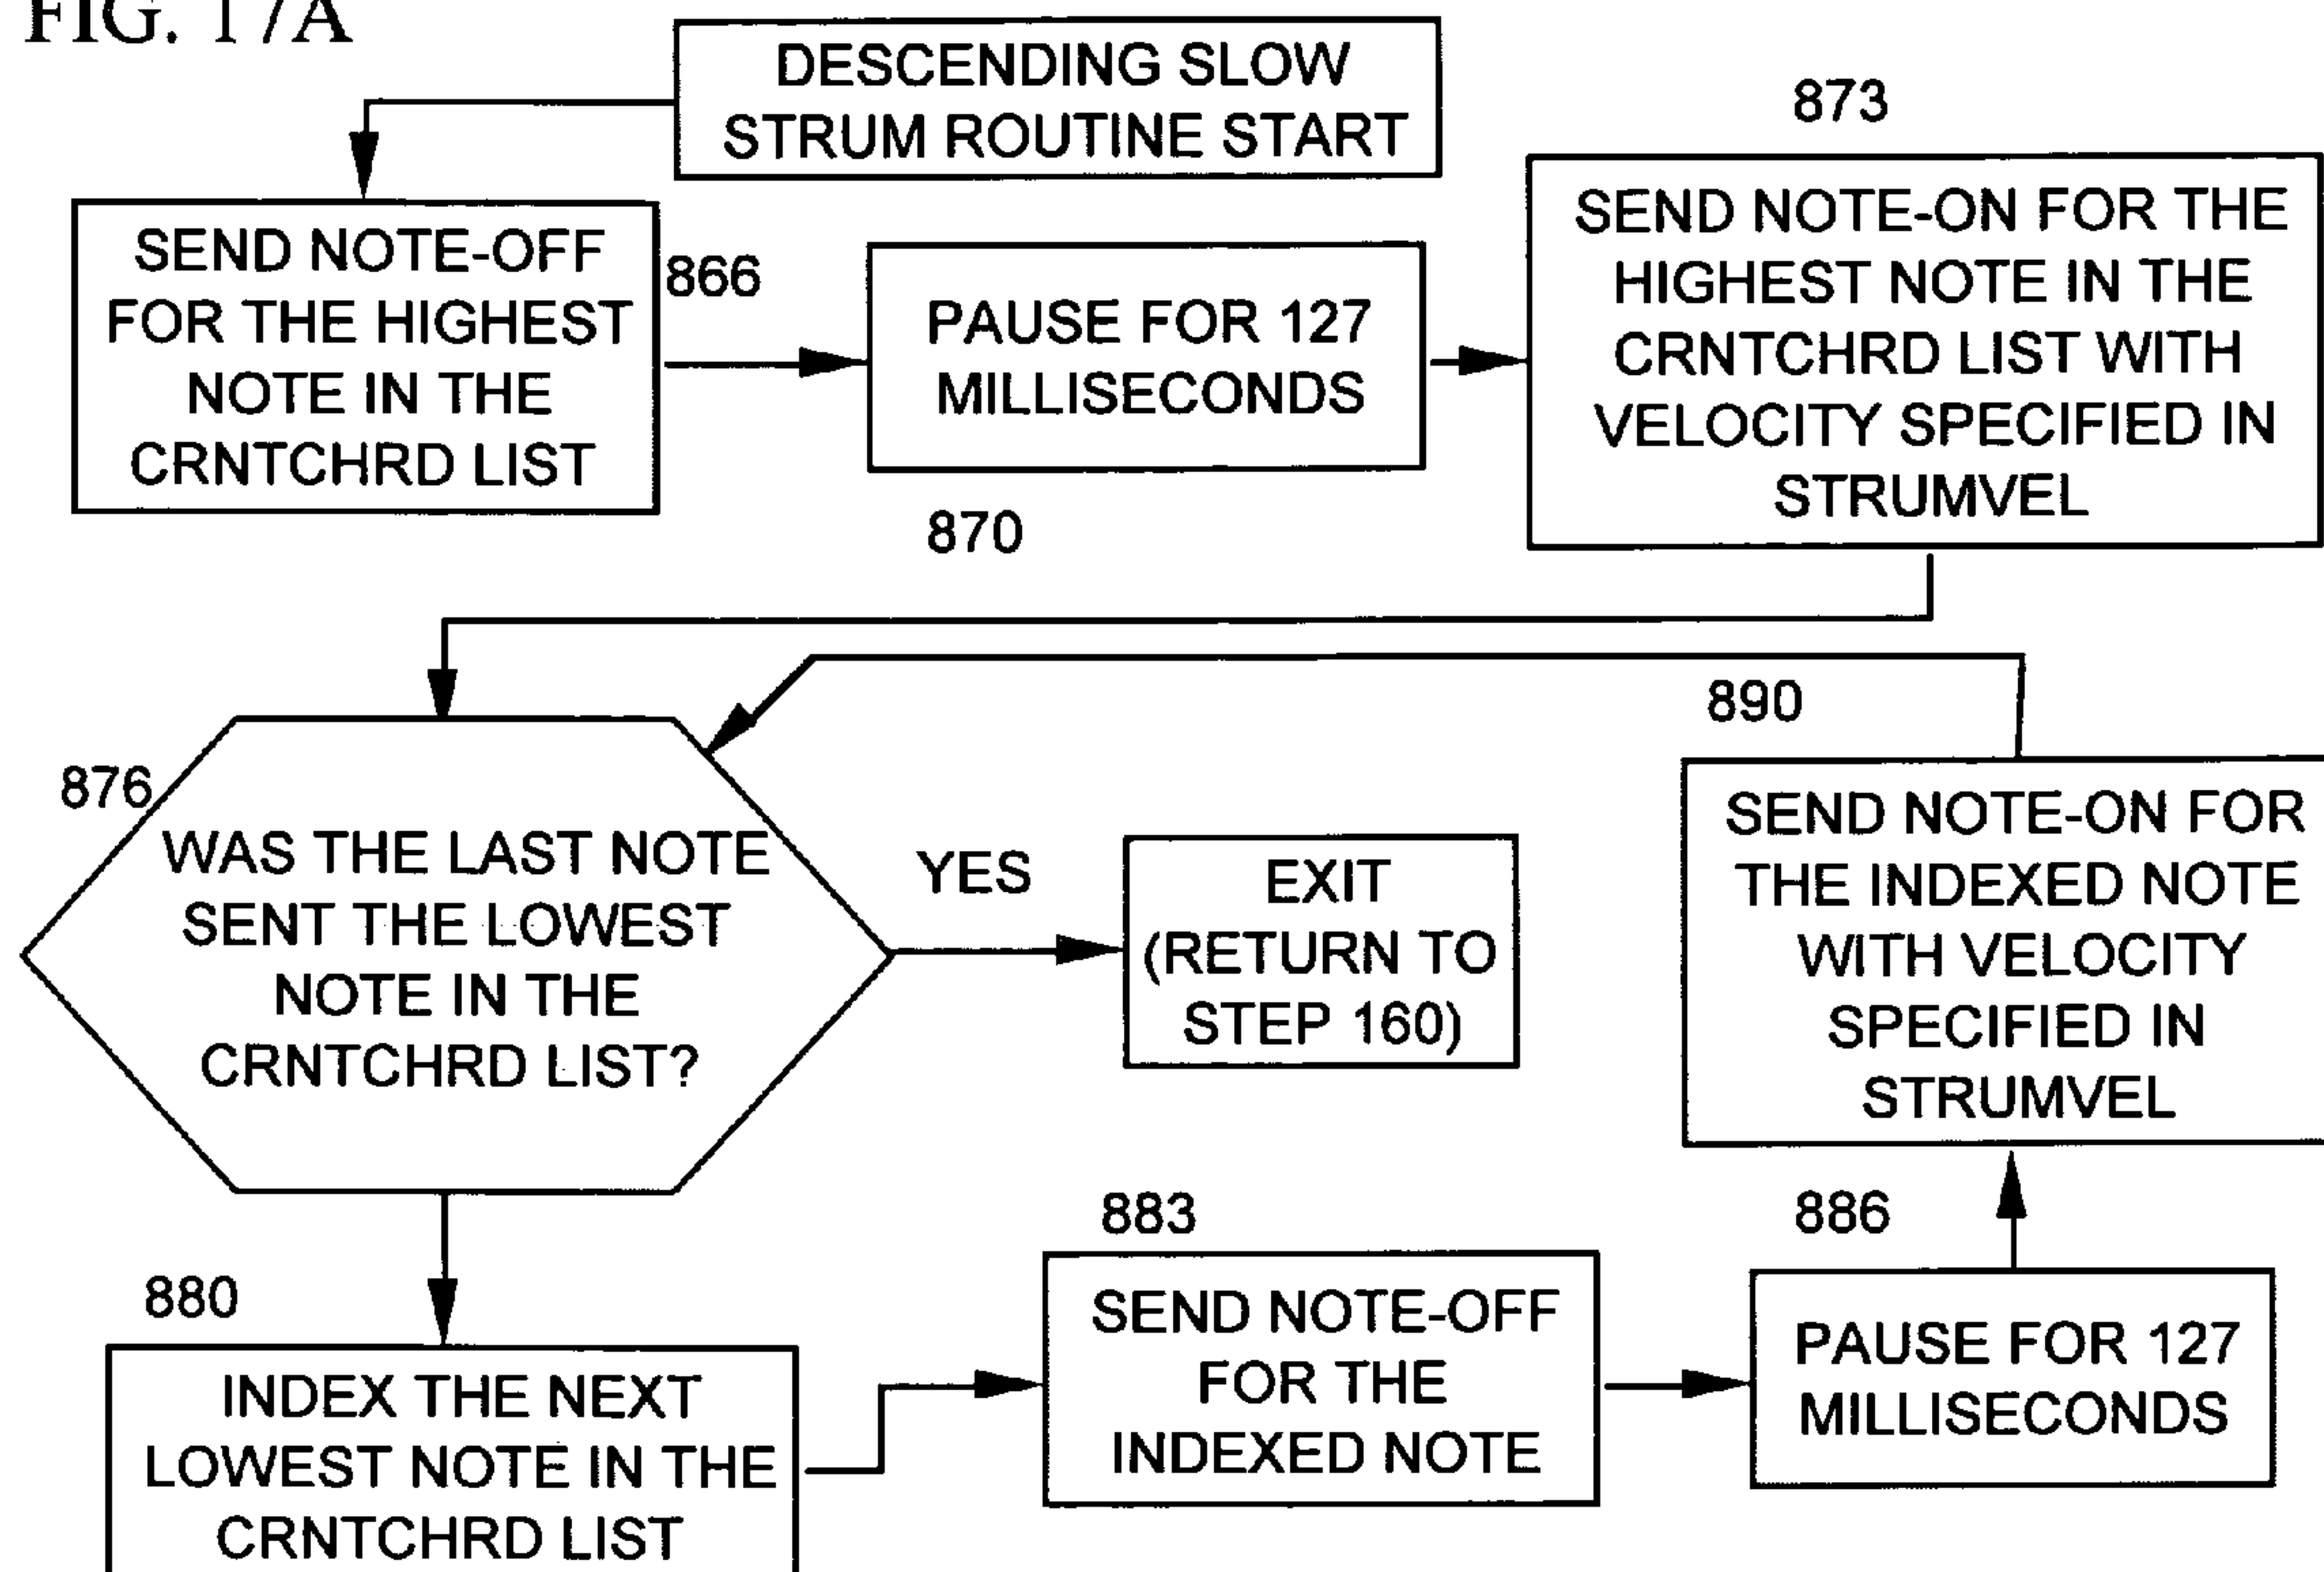 FIG. 17A
DESCENDING SLOW
STRUM ROUTINE START
SEND NOTE-OFF
FOR THE HIGHEST
NOTE IN THE
CRNTCHRD LIST
866
PAUSE FOR 127
MILLISECONDS
870
873
SEND NOTE-ON FOR THE
HIGHEST NOTE IN THE
CRNTCHRD LIST WITH
VELOCITY SPECIFIED IN
STRUMVEL
876
WAS THE LAST NOTE
SENT THE LOWEST
NOTE IN THE
CRNTCHRD LIST?
YES
EXIT
(RETURN TO
STEP 160)
880
INDEX THE NEXT
LOWEST NOTE IN THE
CRNTCHRD LIST
883
SEND NOTE-OFF
FOR THE
INDEXED NOTE
886
PAUSE FOR 127
MILLISECONDS
890
SEND NOTE-ON FOR
THE INDEXED NOTE
WITH VELOCITY
SPECIFIED IN
STRUMVEL